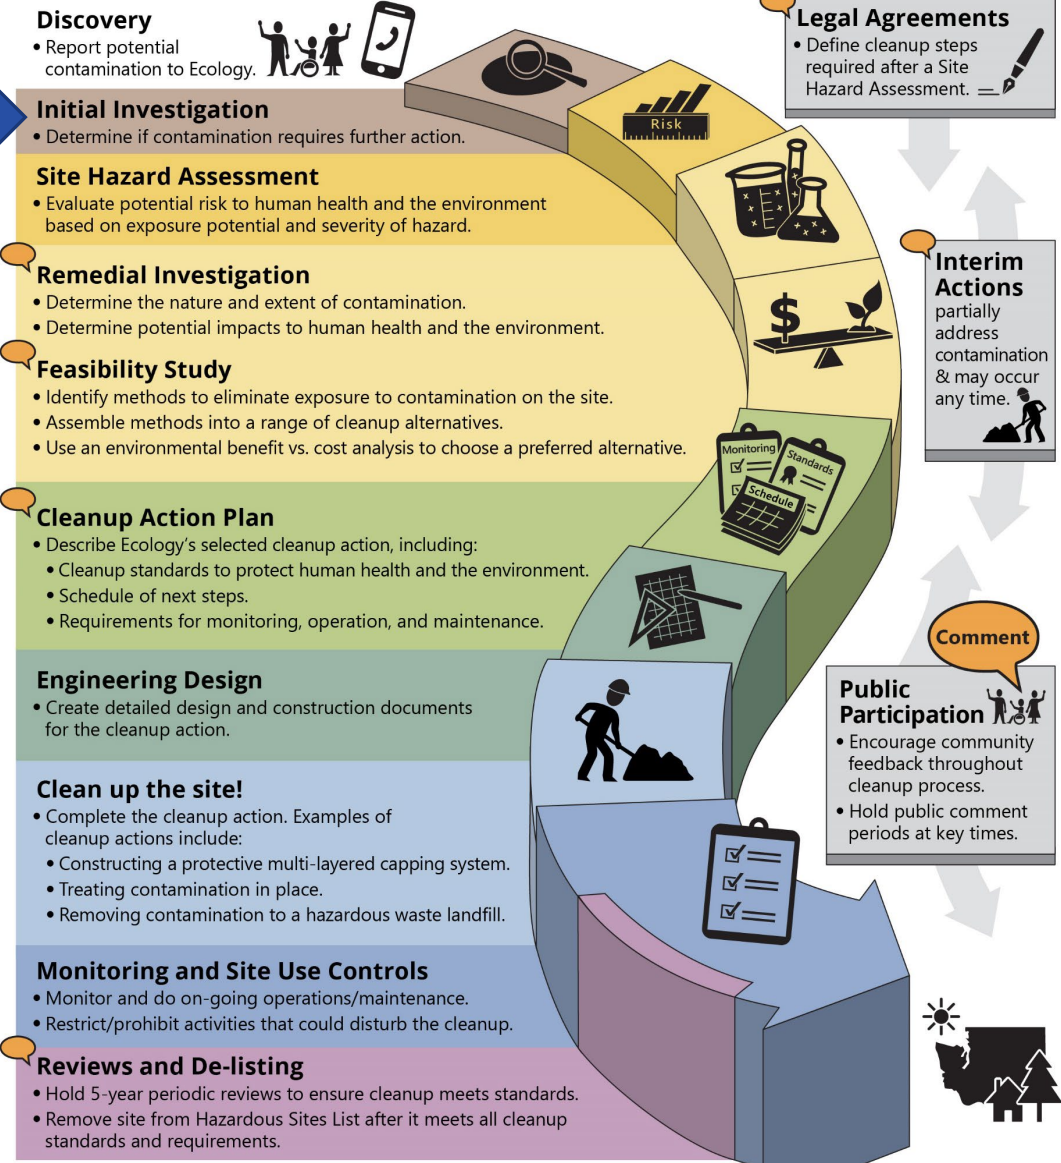 Discovery
• Report potential
contamination to Ecology.
Initial Investigation
• Determine if contamination requires further action.
Site Hazard Assessment
• Evaluate potential risk to human health and the environment
based on exposure potential and severity of hazard.
Remedial Investigation
• Determine the nature and extent of contamination.
• Determine potential impacts to human health and the environment.
Feasibility Study
• Identify methods to eliminate exposure to contamination on the site.
• Assemble methods into a range of cleanup alternatives.
• Use an environmental benefit vs. cost analysis to choose a preferred alternative.
Cleanup Action Plan
• Describe Ecology's selected cleanup action, including:
• Cleanup standards to protect human health and the environment.
• Schedule of next steps.
• Requirements for monitoring, operation, and maintenance.
Engineering Design
• Create detailed design and construction documents
for the cleanup action.
Clean up the site!
• Complete the cleanup action. Examples of
cleanup actions include:
• Constructing a protective multi-layered capping system.
• Treating contamination in place.
• Removing contamination to a hazardous waste landfill.
Monitoring and Site Use Controls
• Monitor and do on-going operations/maintenance.
• Restrict/prohibit activities that could disturb the cleanup.
Reviews and De-listing
• Hold 5-year periodic reviews to ensure cleanup meets standards.
• Remove site from Hazardous Sites List after it meets all cleanup
standards and requirements.
Risk
$
Monitoring
Standards
Schedule
Legal Agreements
• Define cleanup steps
required after a Site
Hazard Assessment.
Interim
Actions
partially
address
contamination
& may occur
any time.
Comment
Public
Participation
• Encourage community
feedback throughout
cleanup process.
• Hold public comment
periods at key times.